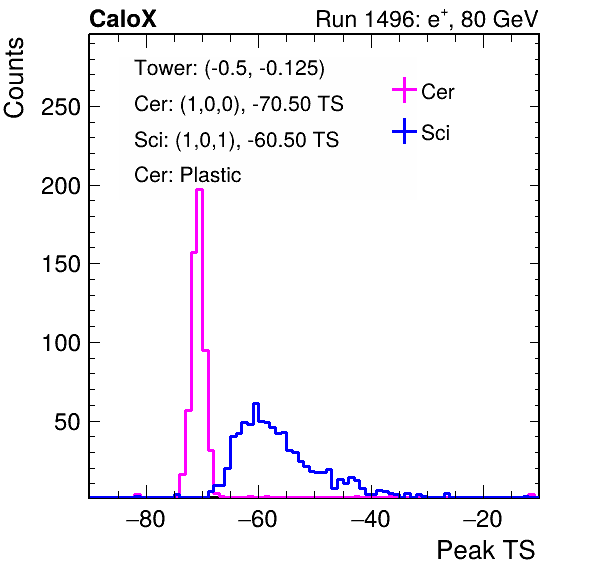 CaloX Run 1496: e⁺, 80 GeV
Counts
Tower: (-0.5, -0.125)
Cer: (1,0,0), -70.50 TS
Sci: (1,0,1), -60.50 TS
Cer: Plastic
Cer
Sci
250
200
150
100
50
−80 −60 −40 −20
Peak TS